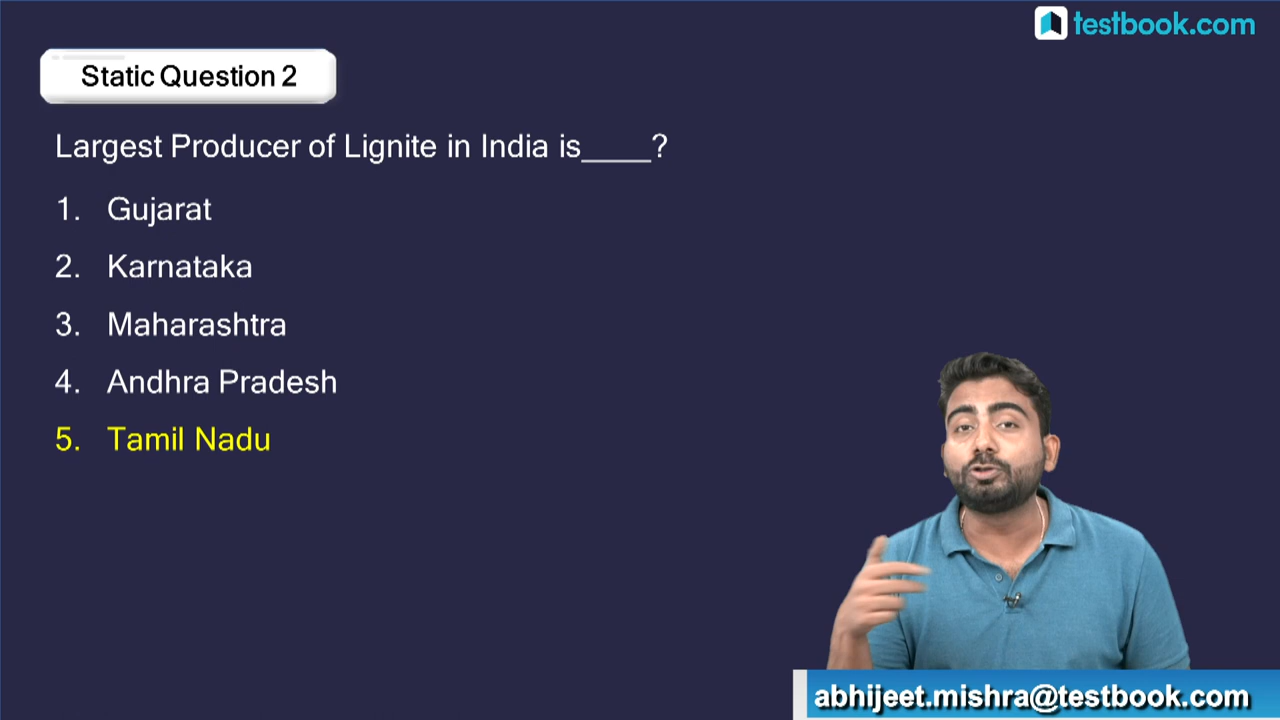 testbook.com
Static Question 2
Largest Producer of Lignite in India is____?
1. Gujarat
2. Karnataka
3. Maharashtra
4. Andhra Pradesh
5. Tamil Nadu
abhijeet.mishra@testbook.com